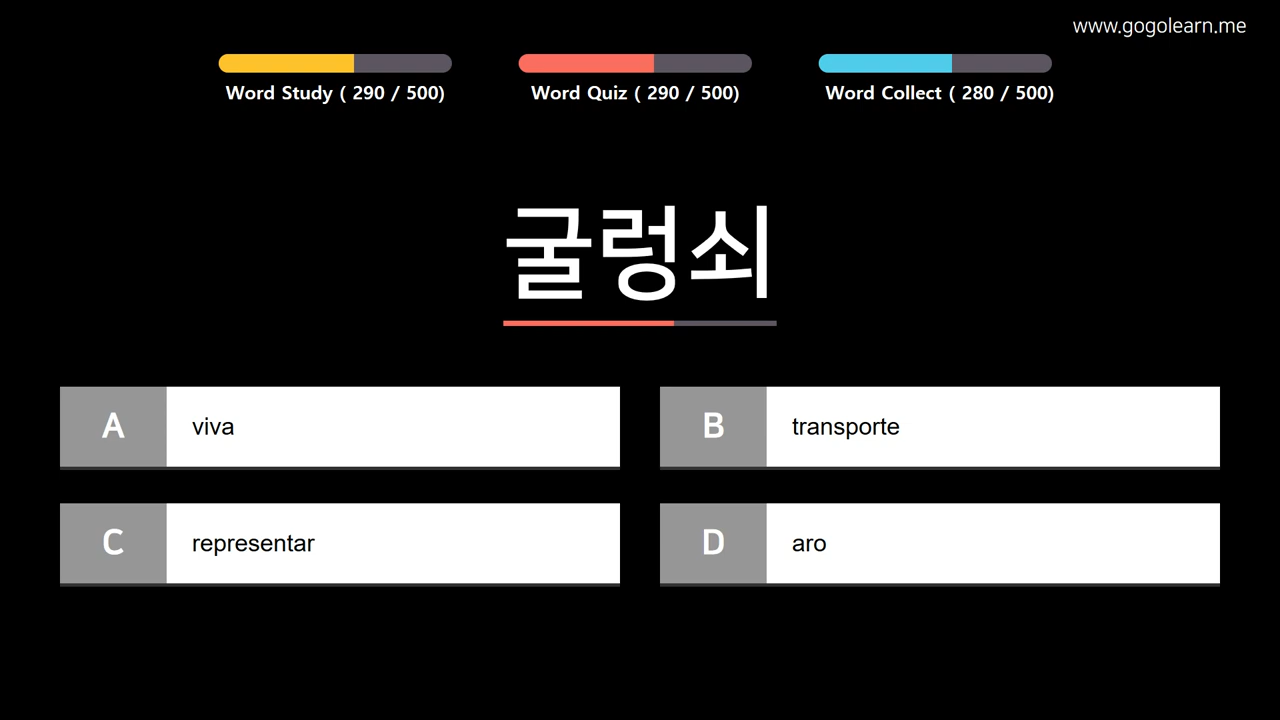 www.gogolearn.me
Word Study ( 290 / 500)
Word Quiz ( 290 / 500)
Word Collect ( 280 / 500)
굴렁쇠
A viva
B transporte
C representar
D aro